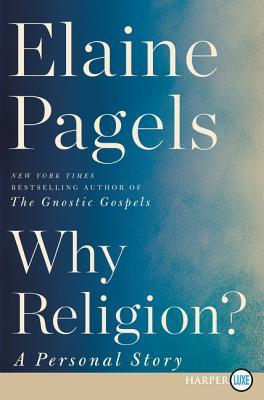 Elaine
Pagels
NEW YORK TIMES
BESTSELLING AUTHOR OF
The Gnostic Gospels
Why
Religion?
A Personal Story
HARPER LUXE